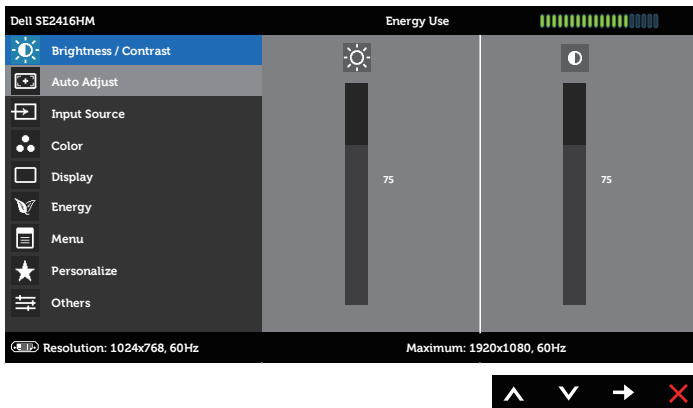 Dell SE2416HM Energy Use
Brightness / Contrast
Auto Adjust
Input Source
Color
Display
75 75
Energy
Menu
Personalize
Others
Resolution: 1024x768, 60Hz Maximum: 1920x1080, 60Hz